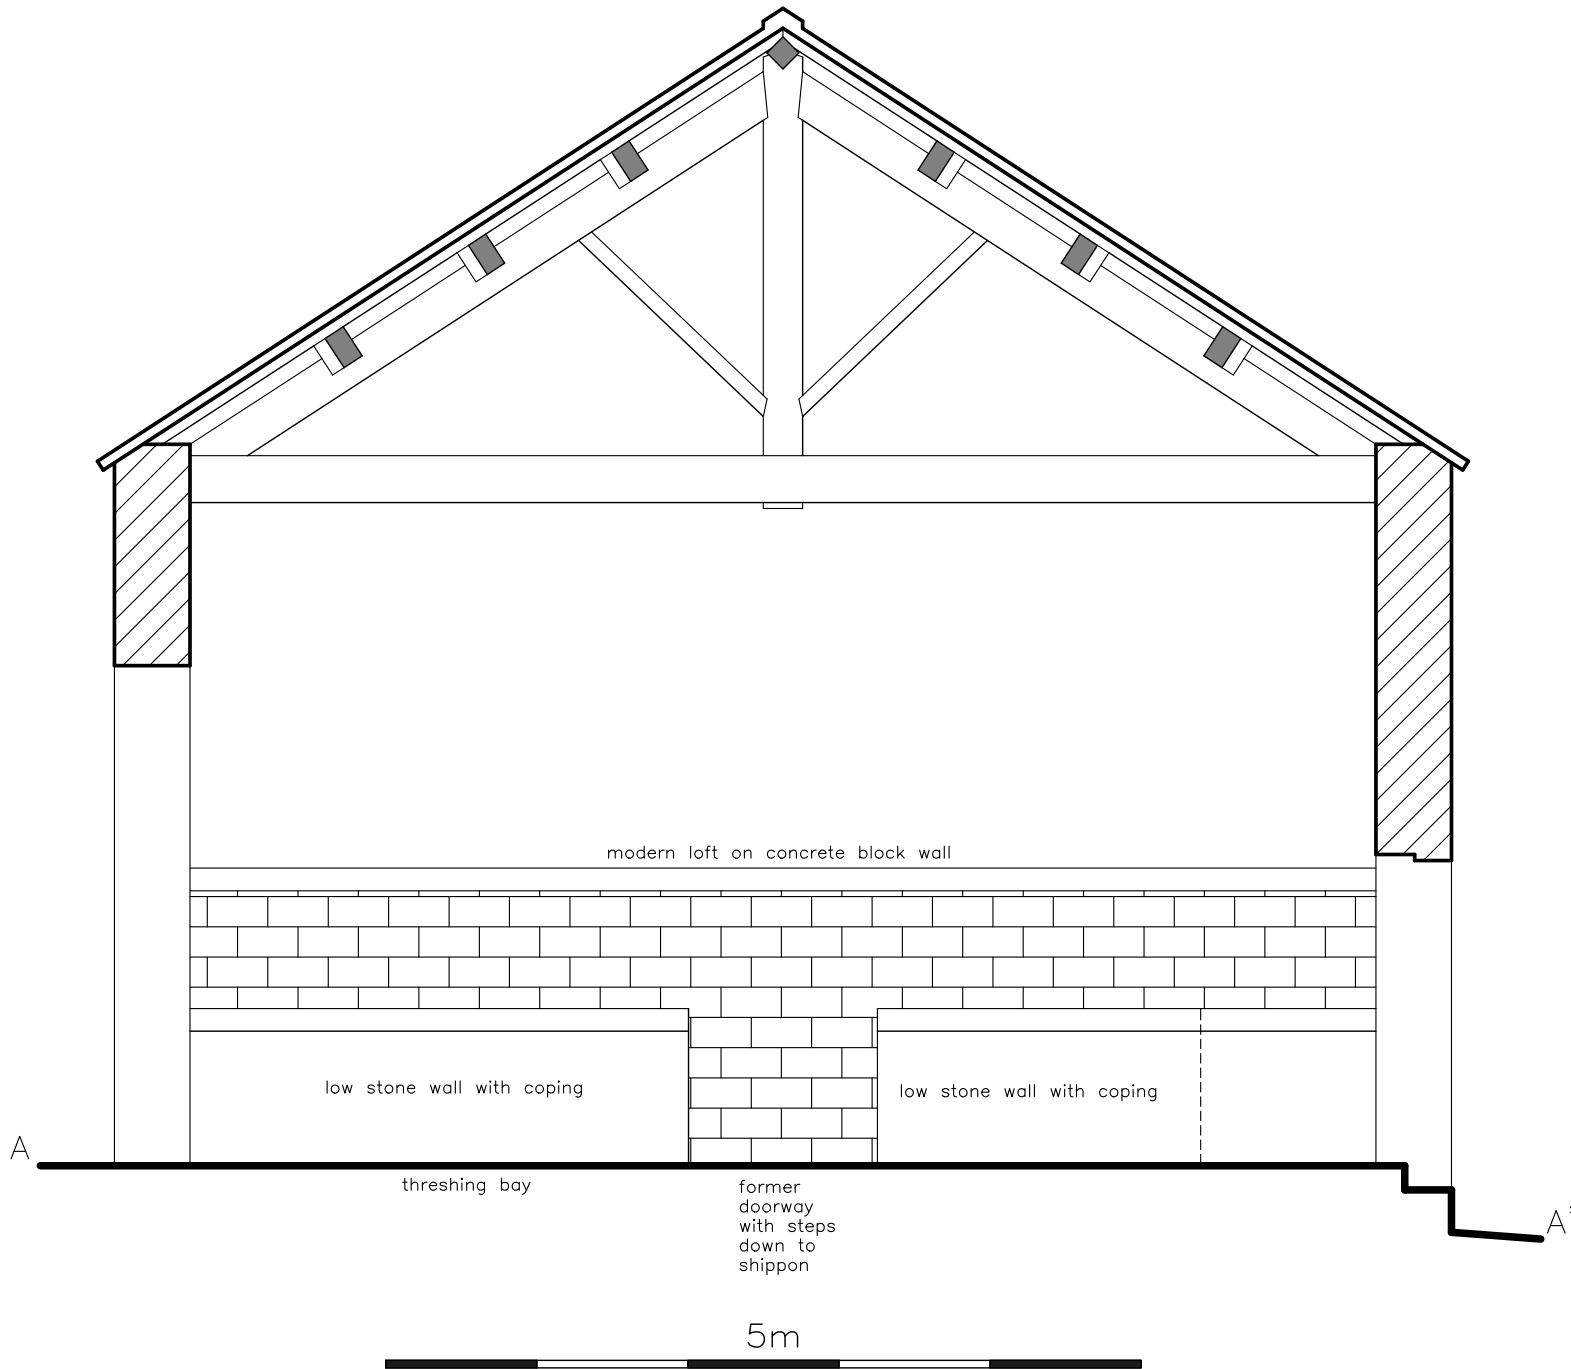 modern loft on concrete block wall
low stone wall with coping
low stone wall with coping
A
threshing bay
former
doorway
with steps
down to
shippon
A'
5m